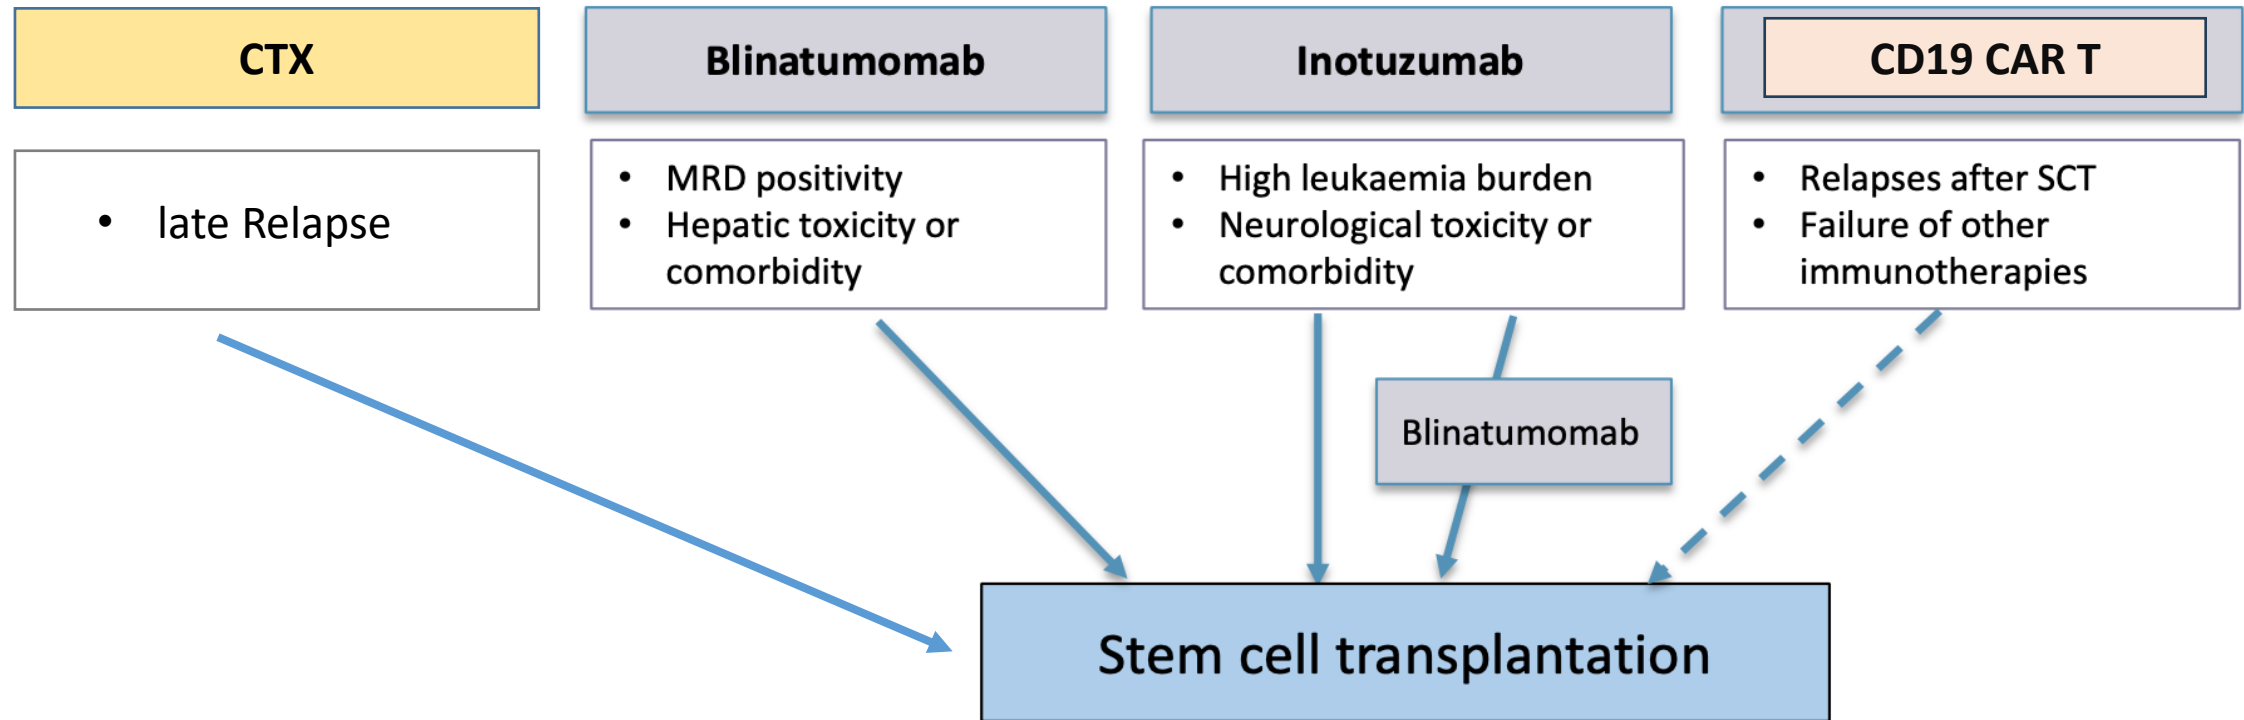 CTX
Blinatumomab
Inotuzumab
CD19 CAR T
• late Relapse
• MRD positivity
• Hepatic toxicity or
comorbidity
• High leukaemia burden
• Neurological toxicity or
comorbidity
• Relapses after SCT
• Failure of other
immunotherapies
Blinatumomab
Stem cell transplantation